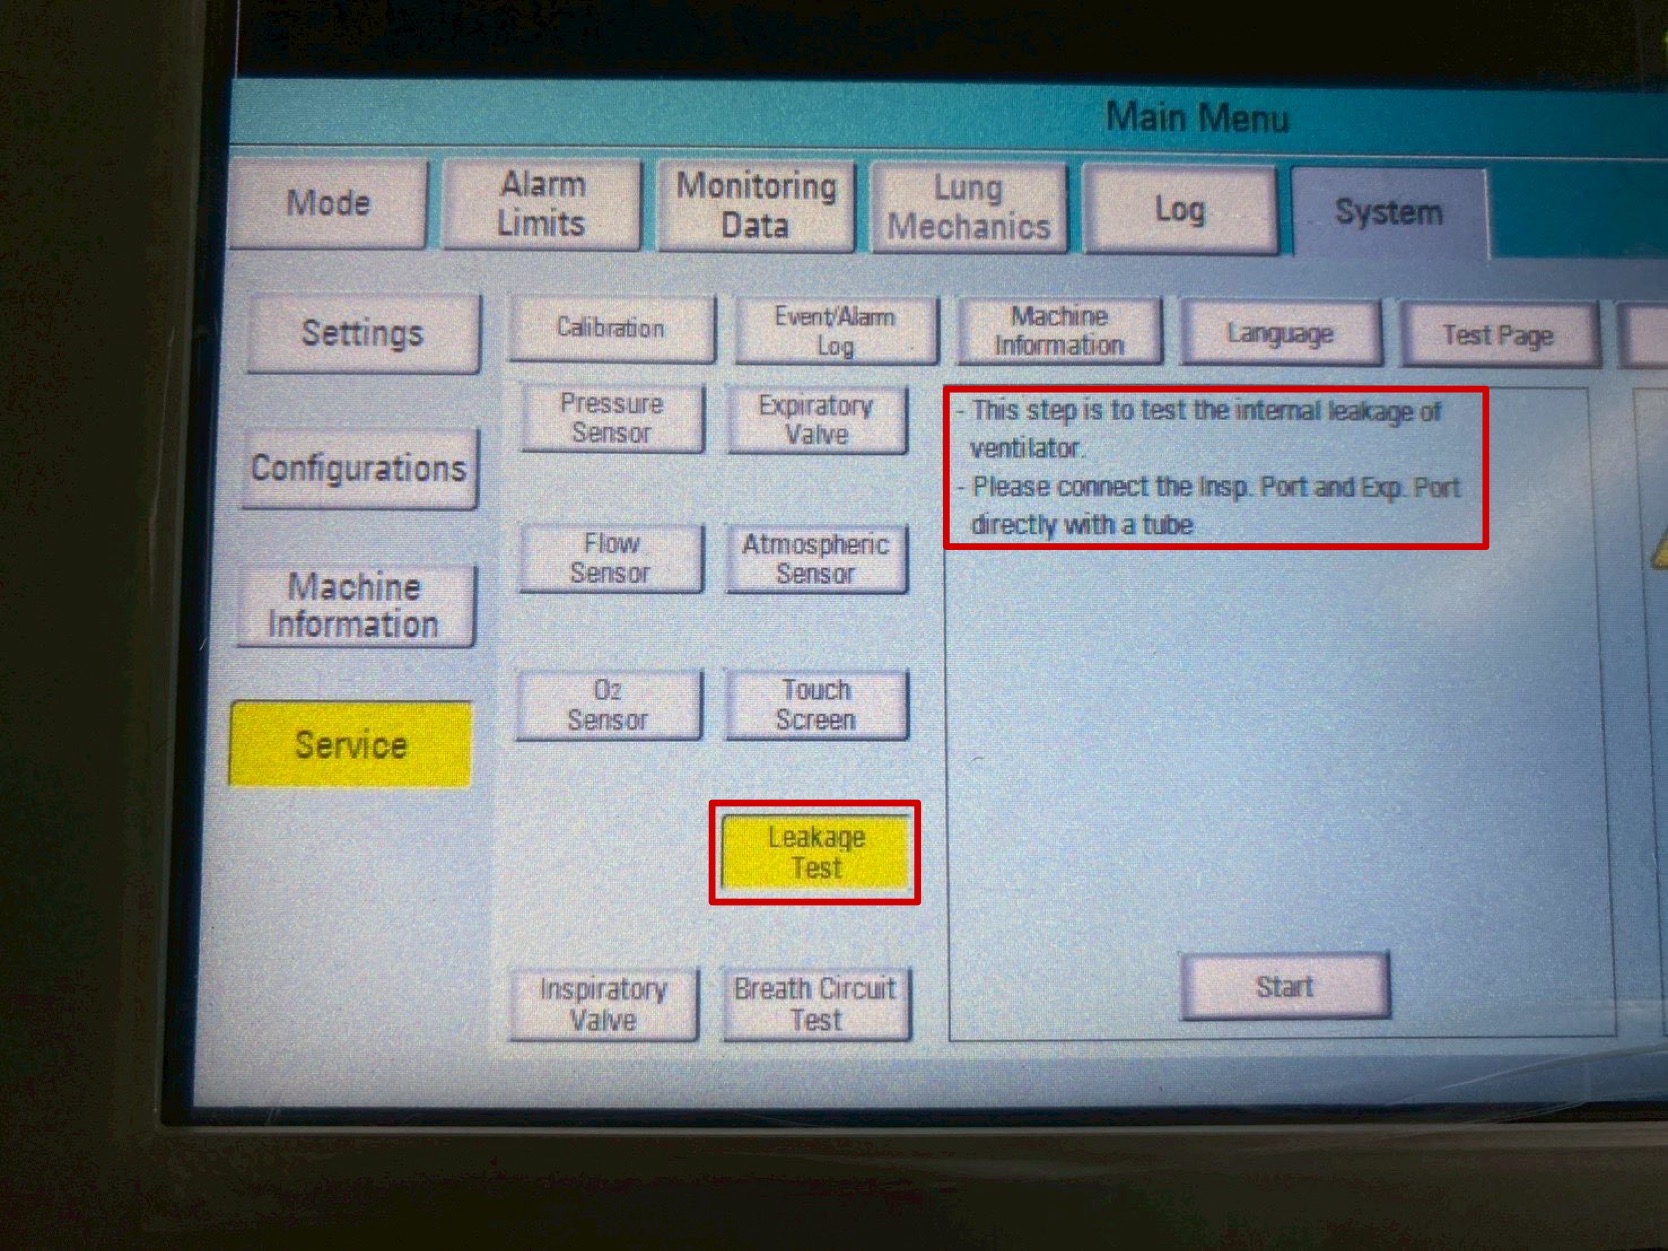 Main Menu
Mode
Alarm
Limits
Monitoring
Data
Lung
Mechanics
Log
System
Settings
Configurations
Machine
Information
Service
Calibration
Event/Alarm
Log
Machine
Information
Language
Test Page
Pressure
Sensor
Expiratory
Valve
Flow
Sensor
Atmospheric
Sensor
O2
Sensor
Touch
Screen
Leakage
Test
Inspiratory
Valve
Breath Circuit
Test
- This step is to test the internal leakage of
ventilator.
- Please connect the Insp. Port and Exp. Port
directly with a tube
Start